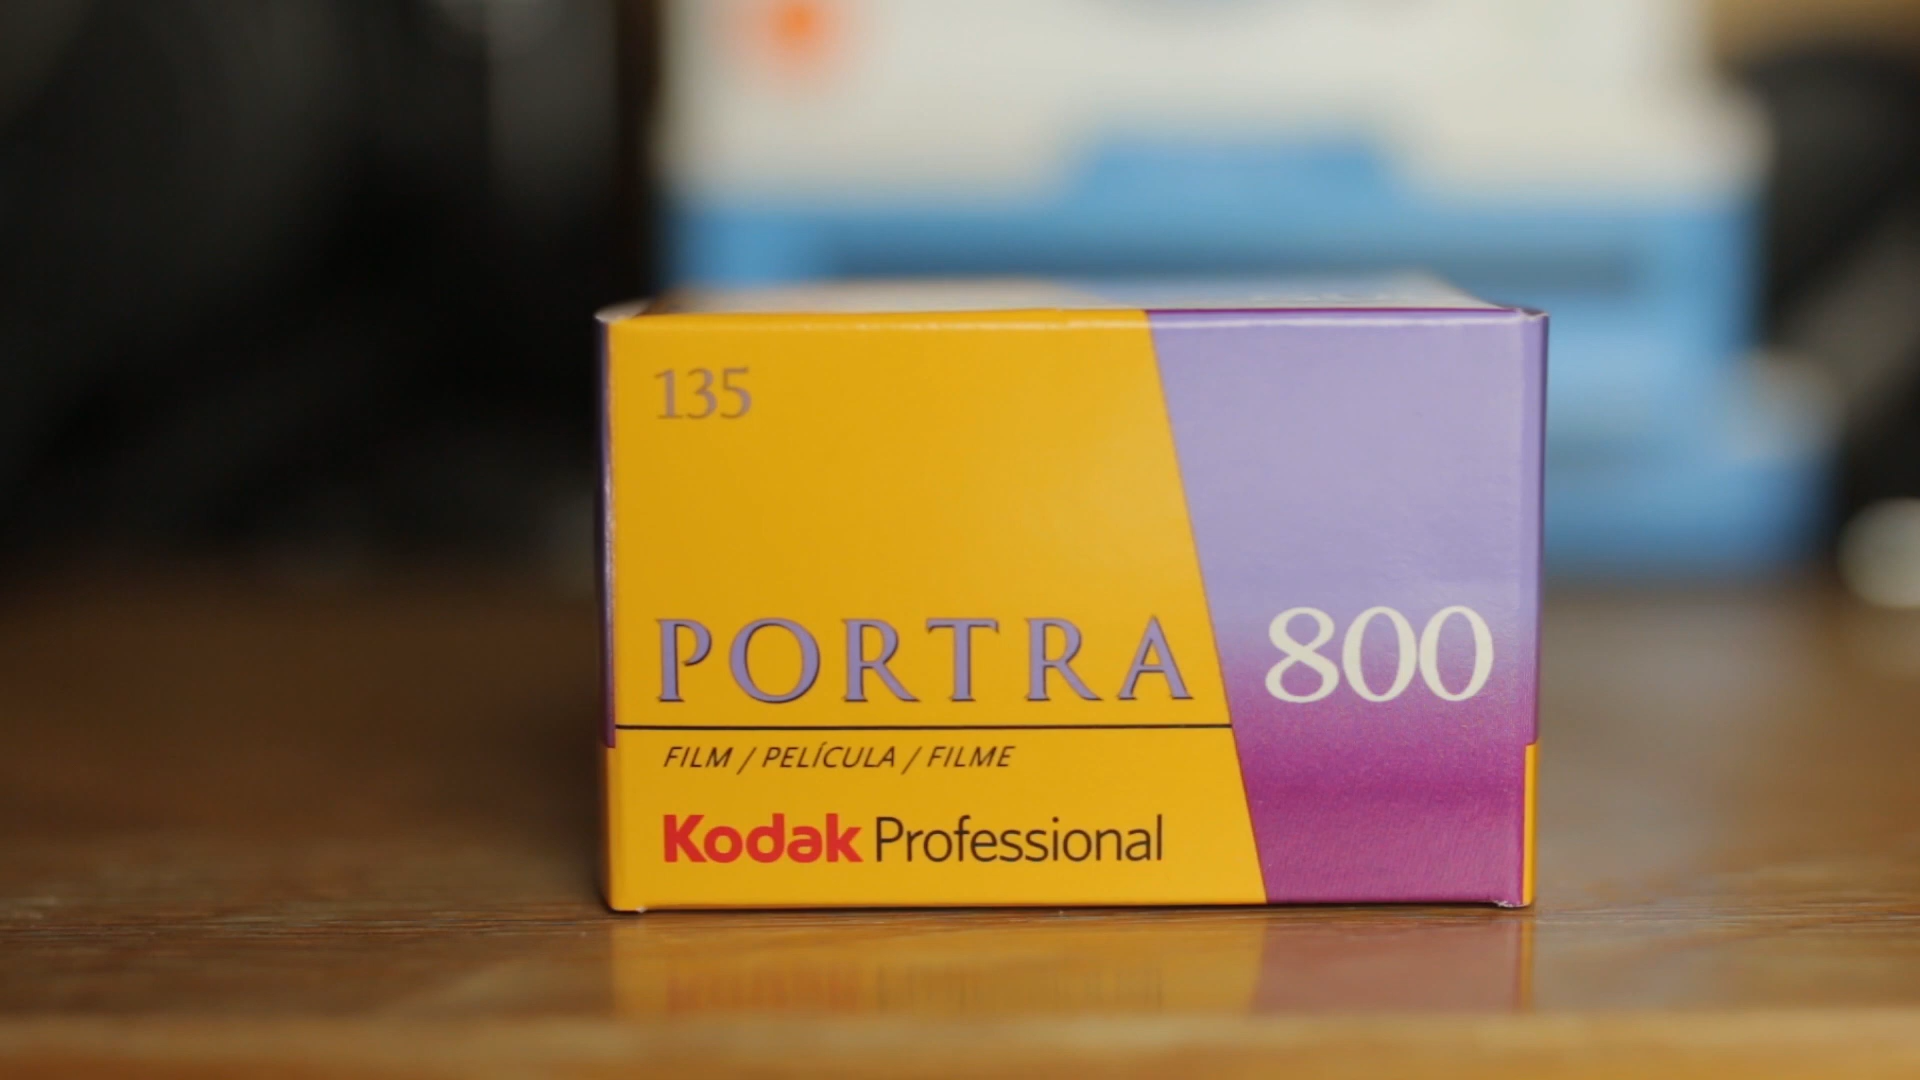 135
PORTRA 800
FILM / PELÍCULA / FILME
Kodak Professional